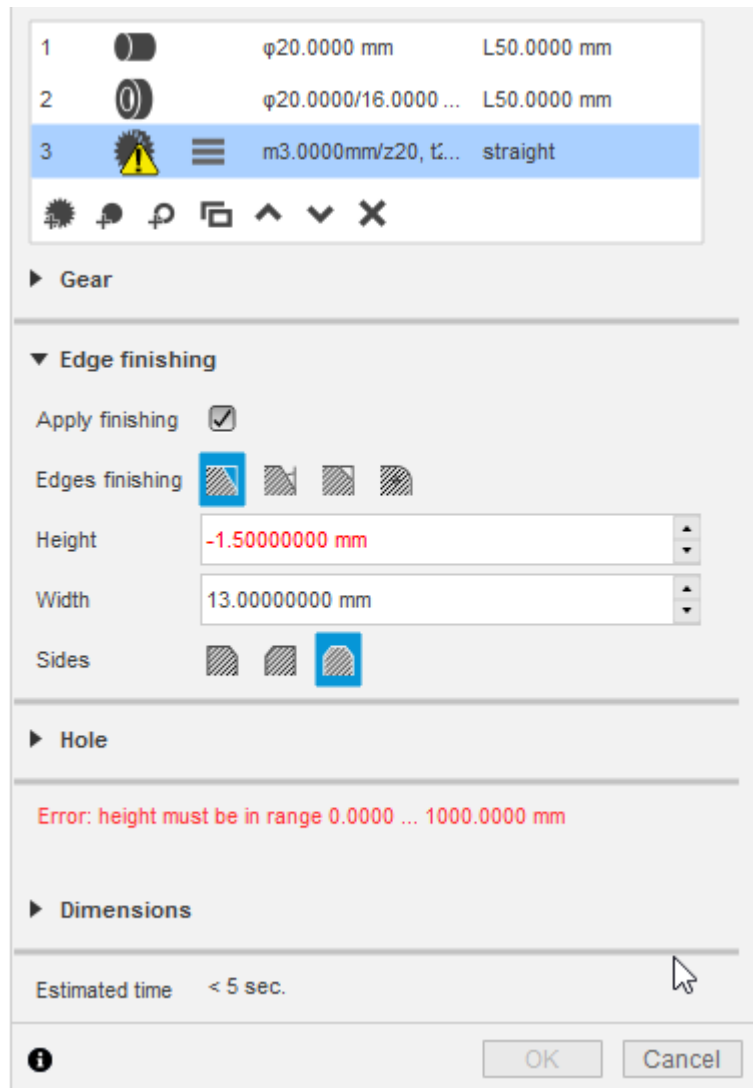 1 φ20.0000 mm L50.0000 mm
2 φ20.0000/16.0000 ... L50.0000 mm
3 m3.0000mm/z20, t2... straight
Gear
Edge finishing
Apply finishing
Edges finishing
Height -1.50000000 mm
Width 13.00000000 mm
Sides
Hole
Error: height must be in range 0.0000 ... 1000.0000 mm
Dimensions
Estimated time < 5 sec.
OK Cancel